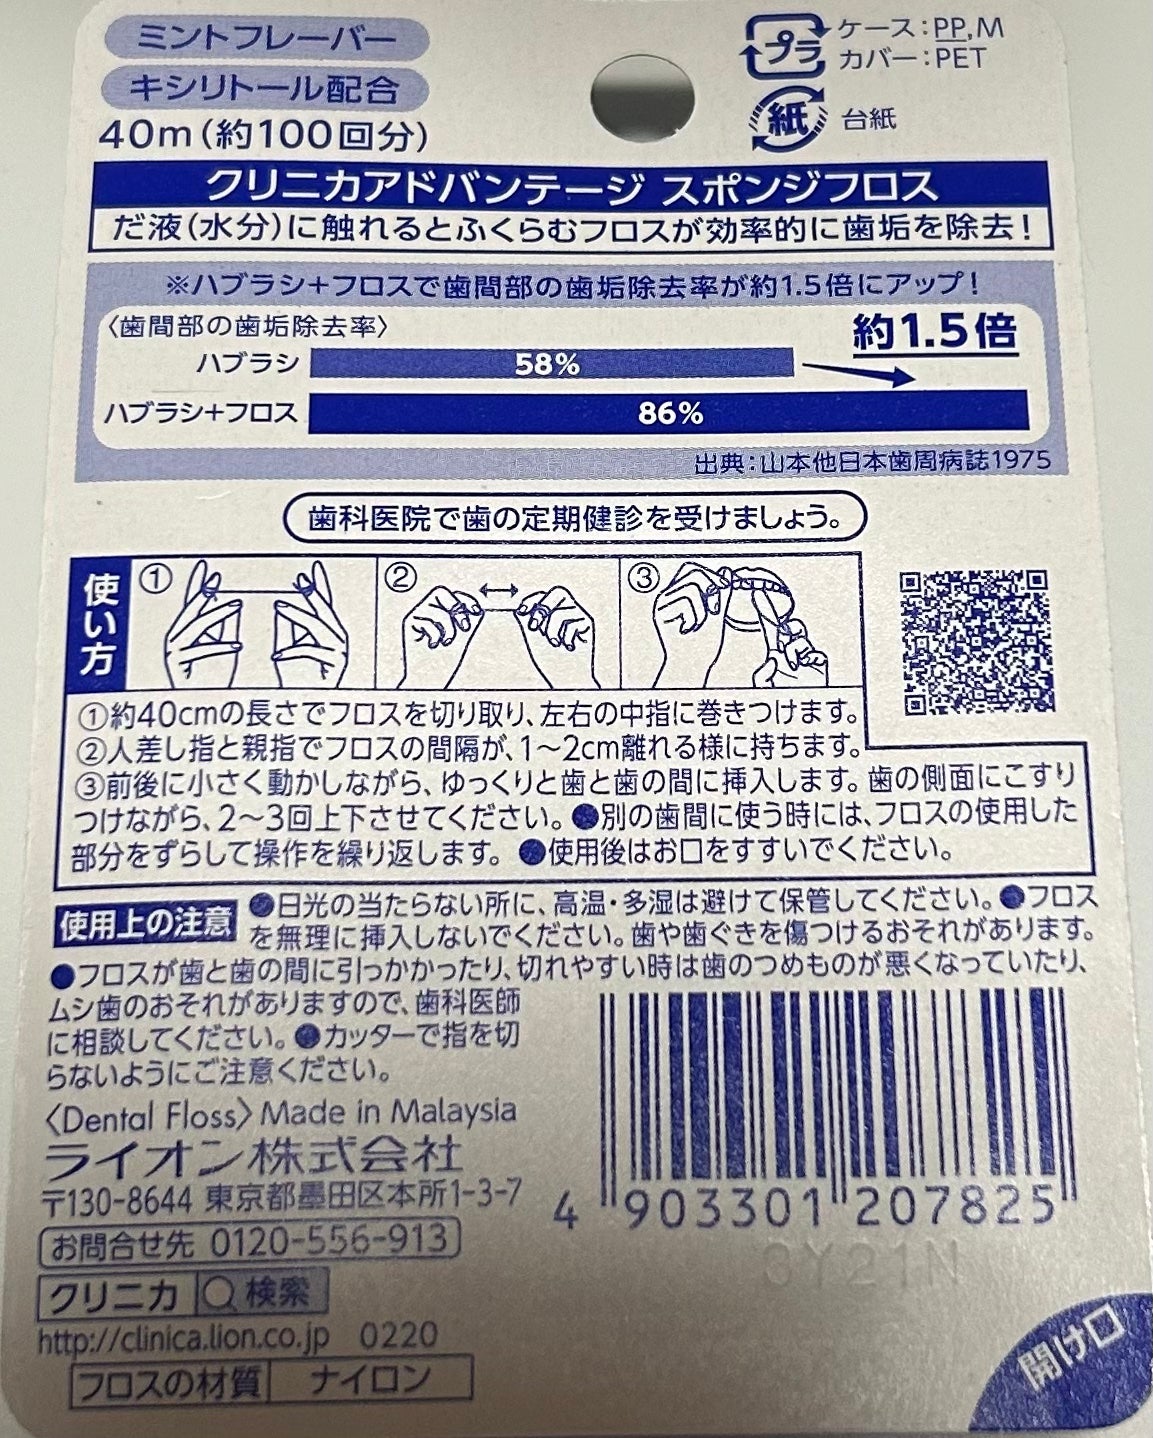 ミントフレーバー
キシリトール配合
40m(約100回分)
プラ
ケース:PP,M
カバー:PET
紙
台紙
クリニカアドバンテージ スポンジフロス
だ液(水分)に触れるとふくらむフロスが効率的に歯垢を除去!
※ハブラシ+フロスで歯間部の歯垢除去率が約1.5倍にアップ!
〈歯間部の歯垢除去率〉
約1.5倍
ハブラシ 58%
ハブラシ+フロス 86%
出典:山本他日本歯周病誌1975
歯科医院で歯の定期健診を受けましょう。
使い方
① ② ③
①約40cmの長さでフロスを切り取り、左右の中指に巻きつけます。
②人差し指と親指でフロスの間隔が、1〜2cm離れる様に持ちます。
③前後に小さく動かしながら、ゆっくりと歯と歯の間に挿入します。歯の側面にこすり
つけながら、2〜3回上下させてください。●別の歯間に使う時には、フロスの使用した
部分をずらして操作を繰り返します。●使用後はお口をすすいでください。
使用上の注意
●日光の当たらない所に、高温・多湿は避けて保管してください。●フロス
を無理に挿入しないでください。歯や歯ぐきを傷つけるおそれがあります。
●フロスが歯と歯の間に引っかかったり、切れやすい時は歯のつめものが悪くなっていたり、
ムシ歯のおそれがありますので、歯科医師
に相談してください。●カッターで指を切
らないようにご注意ください。
〈Dental Floss〉Made in Malaysia
ライオン株式会社
〒130-8644 東京都墨田区本所1-3-7
お問合せ先 0120-556-913
クリニカ 検索
http://clinica.lion.co.jp 0220
フロスの材質 ナイロン
4 903301 207825
3Y21N
開け口